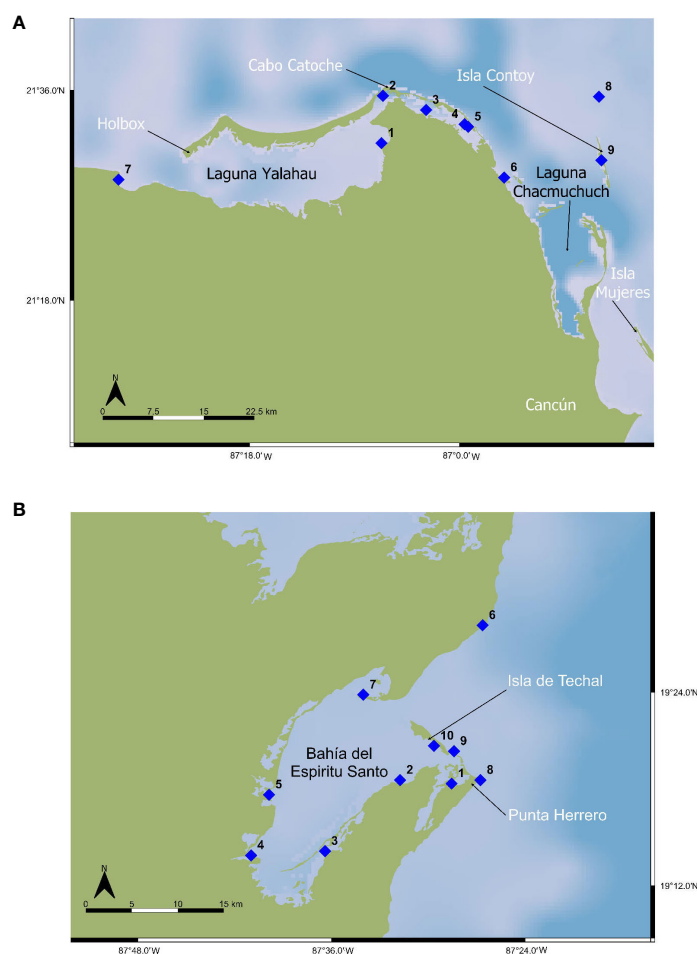 A
21°36.0'N
21°18.0'N
Cabo Catoche
Isla Contoy
Holbox
Laguna Yalahau
Laguna
Chacmuchuch
Isla
Mujeres
Cancún
1
2
3
4
5
6
7
8
9
N
0 7.5 15 22.5 km
87°18.0'W
87°0.0'W
B
6
7
Isla de Techal
19°24.0'N
10
9
Bahía del
Espiritu Santo
2
1
8
5
Punta Herrero
3
4
19°12.0'N
N
0 5 10 15 km
87°48.0'W
87°36.0'W
87°24.0'W